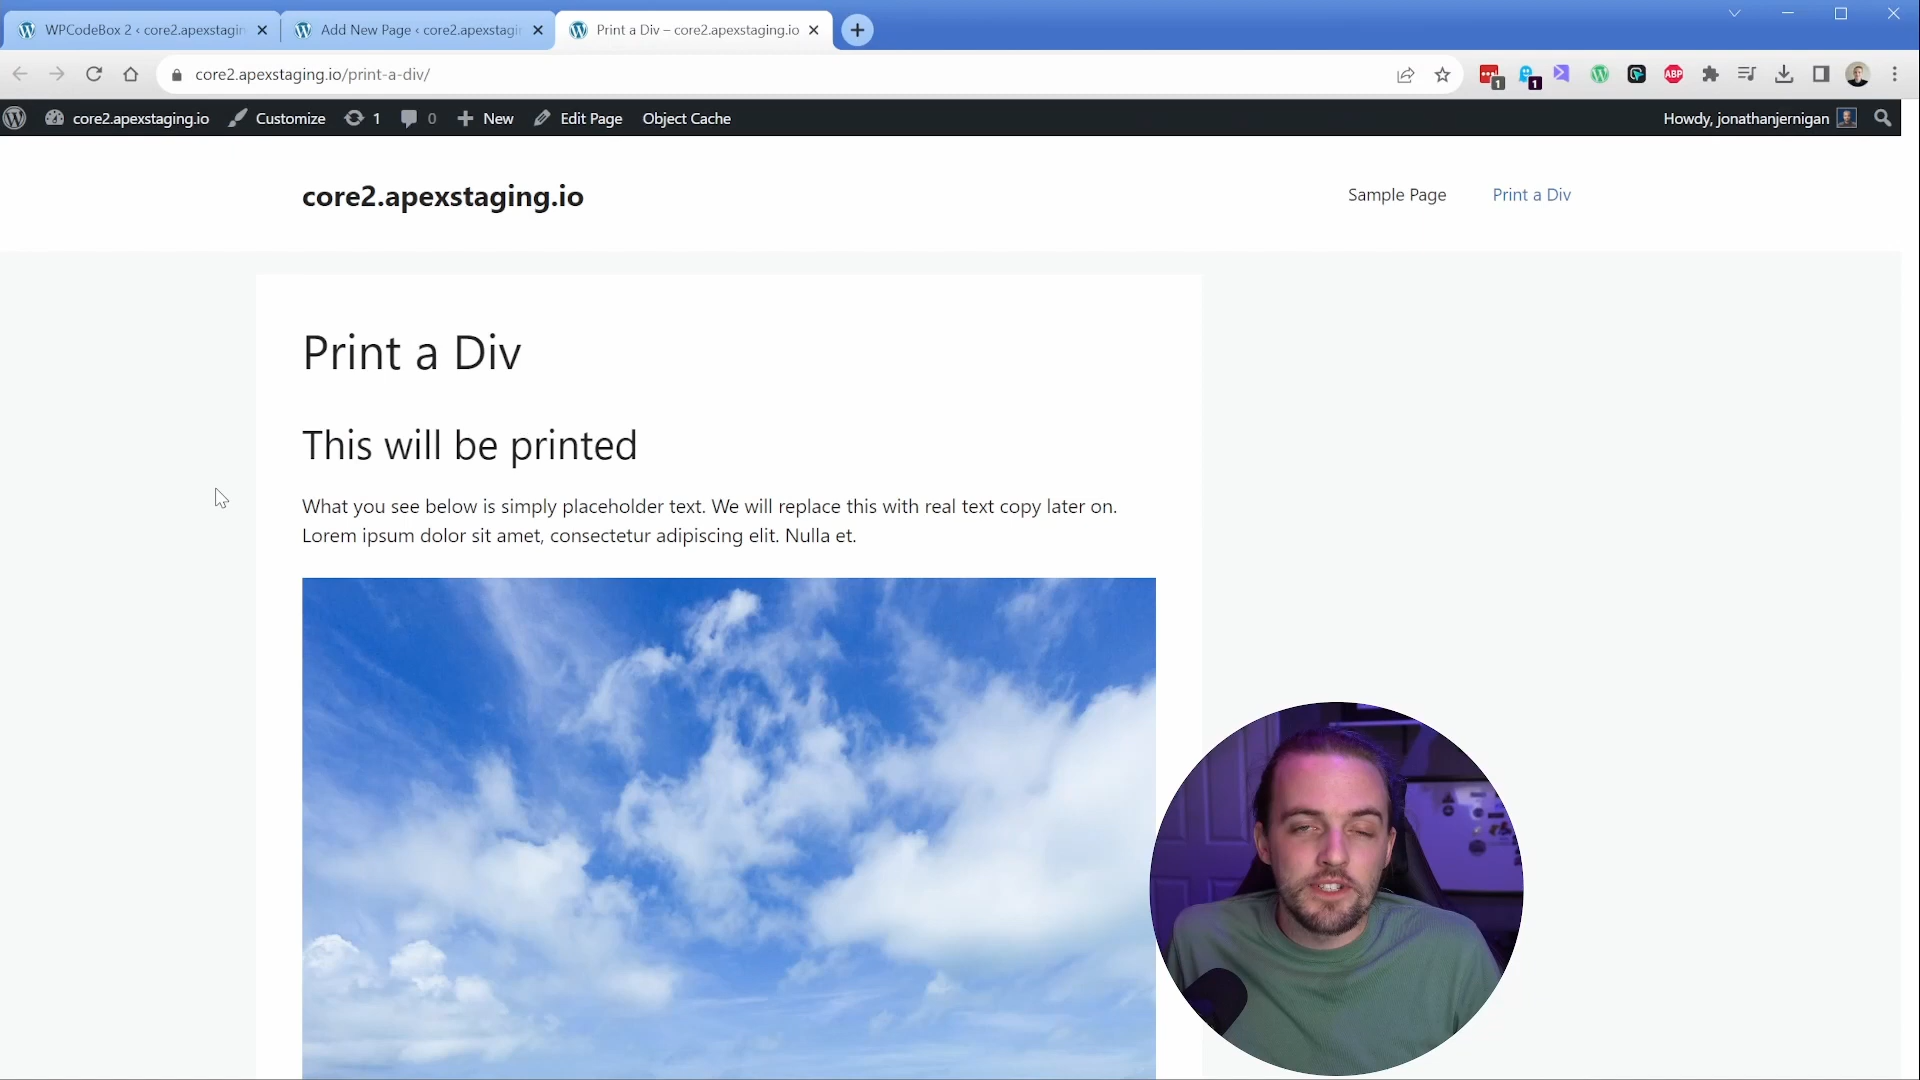 WPCodeBox 2 ‹ core2.apexstagin
Add New Page ‹ core2.apexstagi
Print a Div – core2.apexstaging.io
core2.apexstaging.io/print-a-div/
1
1
ABP
core2.apexstaging.io
Customize
1
0
New
Edit Page
Object Cache
Howdy, jonathanjernigan
core2.apexstaging.io
Sample Page
Print a Div
Print a Div
This will be printed
What you see below is simply placeholder text. We will replace this with real text copy later on.
Lorem ipsum dolor sit amet, consectetur adipiscing elit. Nulla et.